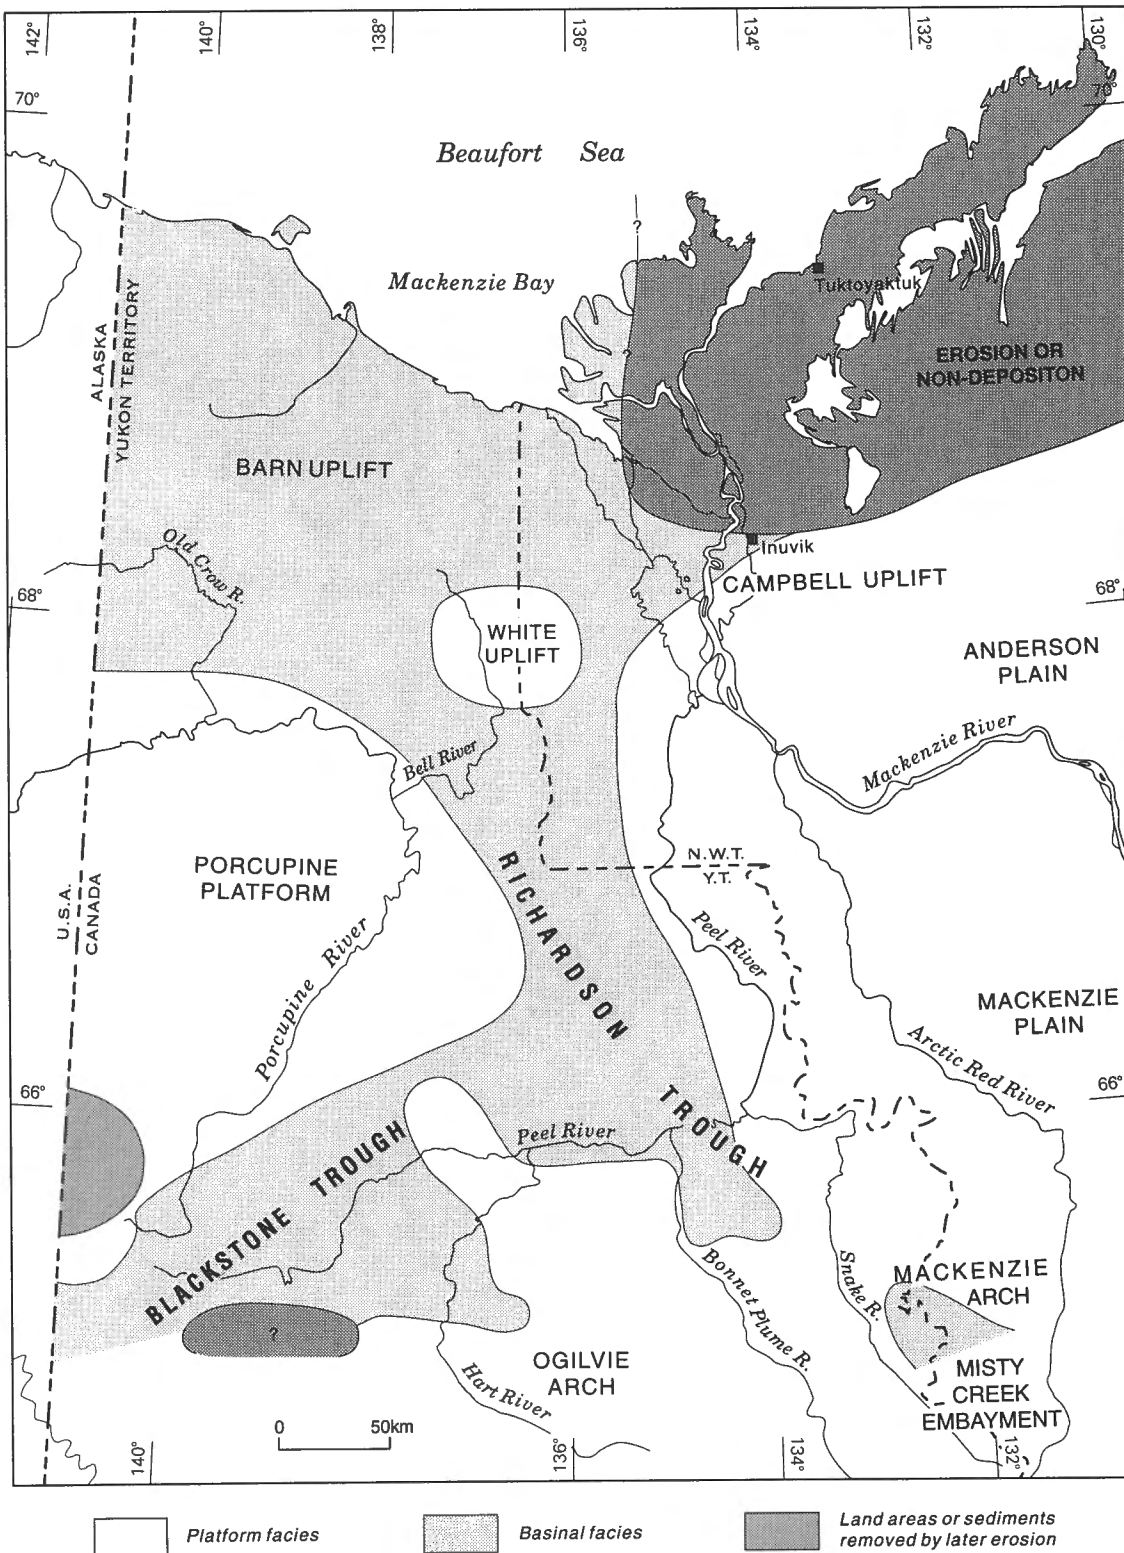 142°
140°
138°
136°
134°
132°
130°
70°
70°
Beaufort Sea
Mackenzie Bay
?
Tuktoyaktuk
?
EROSION OR
NON-DEPOSITON
ALASKA
YUKON TERRITORY
BARN UPLIFT
Old Crow R.
Inuvik
CAMPBELL UPLIFT
68°
68°
WHITE
UPLIFT
ANDERSON
PLAIN
Mackenzie River
Bell River
PORCUPINE
PLATFORM
N.W.T.
Y.T.
U.S.A.
CANADA
Porcupine River
RICHARDSON
TROUGH
Peel River
MACKENZIE
PLAIN
Arctic Red River
66°
66°
Peel River
BLACKSTONE TROUGH
Bonnet Plume R.
Snake R.
MACKENZIE
ARCH
?
OGILVIE
ARCH
Hart River
MISTY
CREEK
EMBAYMENT
0 50km
140°
136°
134°
132°
Platform facies
Basinal facies
Land areas or sediments
removed by later erosion